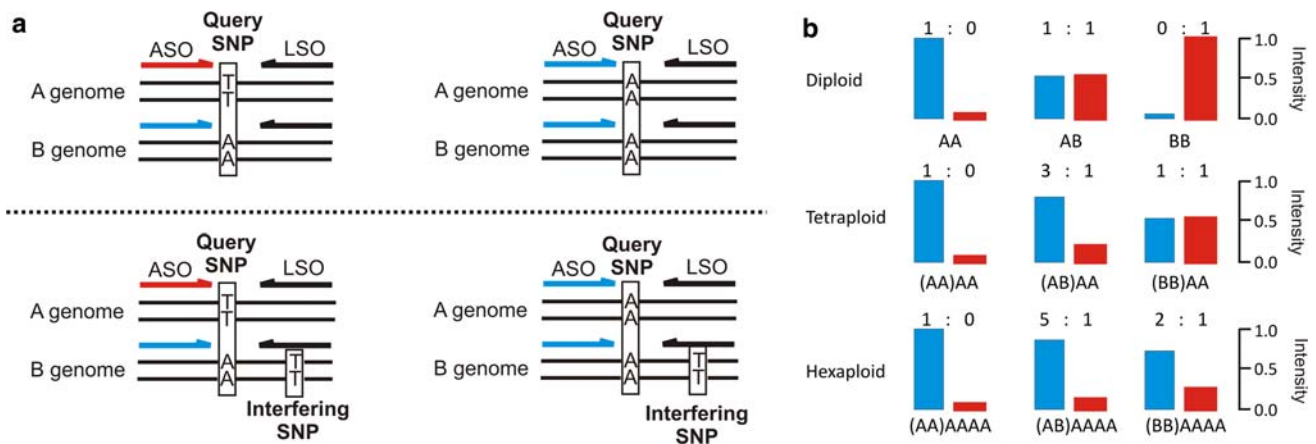 a
Query
SNP
ASO
LSO
A genome
T
T
B genome
A
A
Query
SNP
ASO
LSO
A genome
A
A
B genome
A
A
Query
SNP
ASO
LSO
A genome
T
T
B genome
A
A
T
T
Interfering
SNP
Query
SNP
ASO
LSO
A genome
A
A
B genome
A
A
T
T
Interfering
SNP
b
1 : 0
1 : 1
0 : 1
Diploid
1.0
0.5
0.0
Intensity
AA
AB
BB
1 : 0
3 : 1
1 : 1
Tetraploid
1.0
0.5
0.0
Intensity
(AA)AA
(AB)AA
(BB)AA
1 : 0
5 : 1
2 : 1
Hexaploid
1.0
0.5
0.0
Intensity
(AA)AAAA
(AB)AAAA
(BB)AAAA